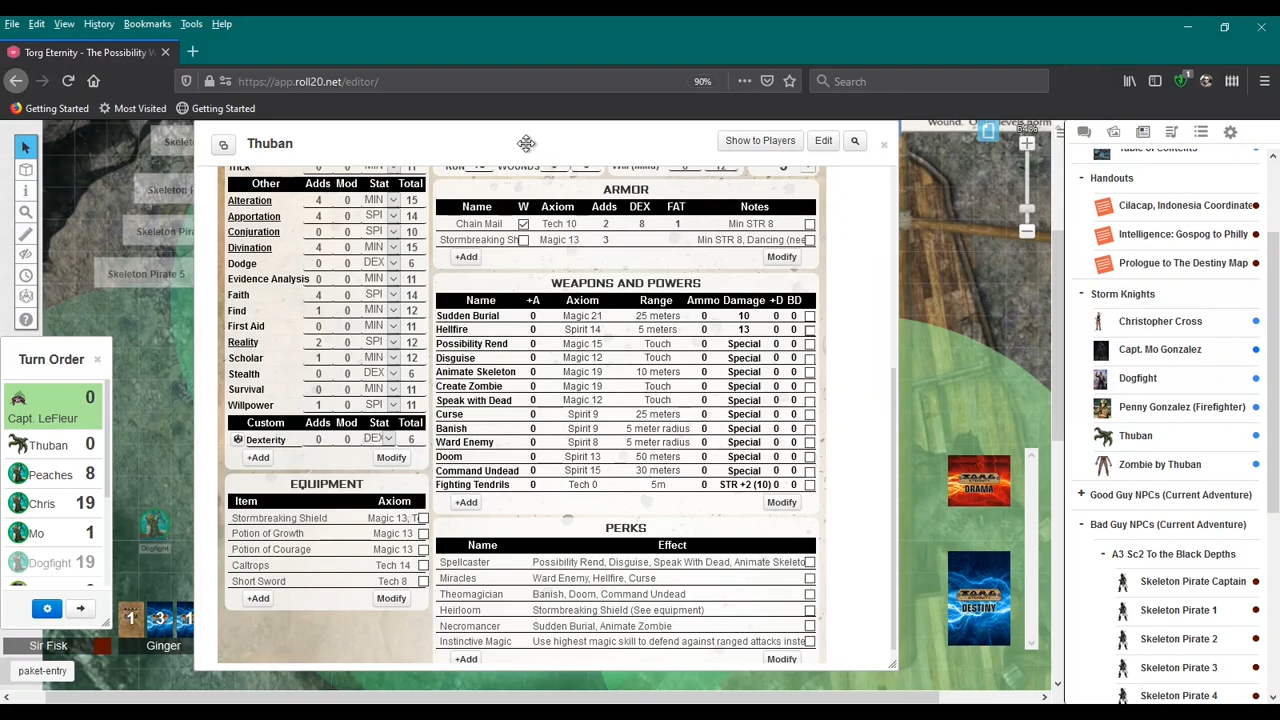 File Edit View History Bookmarks Tools Help
Torg Eternity - The Possibility W
https://app.roll20.net/editor/
90%
Search
1
Getting Started Most Visited Getting Started
Skeleton Pirate 5
Thuban
Show to Players Edit
Other Adds Mod Stat Total
Alteration 4 0 MIN 15
Apportation 4 0 SPI 14
Conjuration 0 0 SPI 10
Divination 4 0 MIN 15
Dodge 0 0 DEX 6
Evidence Analysis 0 0 MIN 11
Faith 4 0 SPI 14
Find 1 0 MIN 12
First Aid 0 0 MIN 11
Reality 2 0 SPI 12
Scholar 1 0 MIN 12
Stealth 0 0 DEX 6
Survival 0 0 MIN 11
Willpower 1 0 SPI 11
Custom Adds Mod Stat Total
Dexterity 0 0 DEX 6
+Add Modify
EQUIPMENT
Item Axiom
Stormbreaking Shield Magic 13, T
Potion of Growth Magic 13
Potion of Courage Magic 13
Caltrops Tech 14
Short Sword Tech 8
+Add Modify
ARMOR
Name W Axiom Adds DEX FAT Notes
Chain Mail Tech 10 2 8 1 Min STR 8
Stormbreaking Sh Magic 13 3 Min STR 8, Dancing (nee
+Add Modify
WEAPONS AND POWERS
Name +A Axiom Range Ammo Damage +D BD
Sudden Burial 0 Magic 21 25 meters 0 10 0 0
Hellfire 0 Spirit 14 5 meters 0 13 0 0
Possibility Rend 0 Magic 15 Touch 0 Special 0 0
Disguise 0 Magic 12 Touch 0 Special 0 0
Animate Skeleton 0 Magic 19 10 meters 0 Special 0 0
Create Zombie 0 Magic 19 Touch 0 Special 0 0
Speak with Dead 0 Magic 12 Touch 0 Special 0 0
Curse 0 Spirit 9 25 meters 0 Special 0 0
Banish 0 Spirit 9 5 meter radius 0 Special 0 0
Ward Enemy 0 Spirit 8 5 meter radius 0 Special 0 0
Doom 0 Spirit 13 50 meters 0 Special 0 0
Command Undead 0 Spirit 15 30 meters 0 Special 0 0
Fighting Tendrils 0 Tech 0 5m 0 STR +2 (10) 0 0
+Add Modify
PERKS
Name Effect
Spellcaster Possibility Rend, Disguise, Speak With Dead, Animate Skeleto
Miracles Ward Enemy, Hellfire, Curse
Theomagician Banish, Doom, Command Undead
Heirloom Stormbreaking Shield (See equipment)
Necromancer Sudden Burial, Animate Zombie
Instinctive Magic Use highest magic skill to defend against ranged attacks inste
+Add Modify
Turn Order
Capt. LeFleur 0
Thuban 0
Peaches 8
Chris 19
Mo 1
Dogfight 19
Dogfight
1 3
Sir Fisk Ginger
paket-entry
DRAMA
DESTINY
Table of Contents
Handouts
Cilacap, Indonesia Coordinate
Intelligence: Gospog to Philly
Prologue to The Destiny Map
Storm Knights
Christopher Cross
Capt. Mo Gonzalez
Dogfight
Penny Gonzalez (Firefighter)
Thuban
Zombie by Thuban
Good Guy NPCs (Current Adventure)
Bad Guy NPCs (Current Adventure)
A3 Sc2 To the Black Depths
Skeleton Pirate Captain
Skeleton Pirate 1
Skeleton Pirate 2
Skeleton Pirate 3
Skeleton Pirate 4